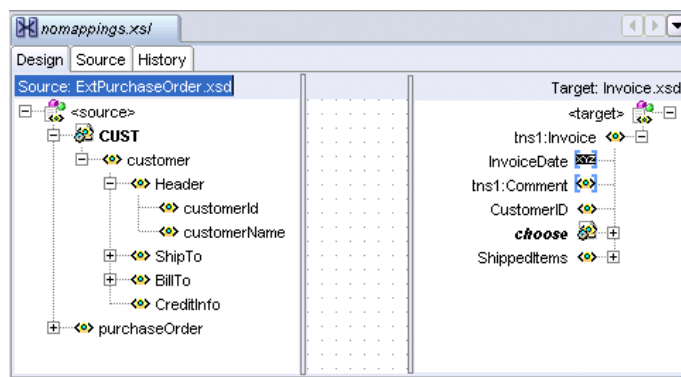 nomappings.xsl
Design Source History
Source: ExtPurchaseOrder.xsd
Target: Invoice.xsd
<source>
<target>
CUST
tns1:Invoice
customer
InvoiceDate
Header
tns1:Comment
customerId
CustomerID
customerName
choose
ShipTo
ShippedItems
BillTo
CreditInfo
purchaseOrder